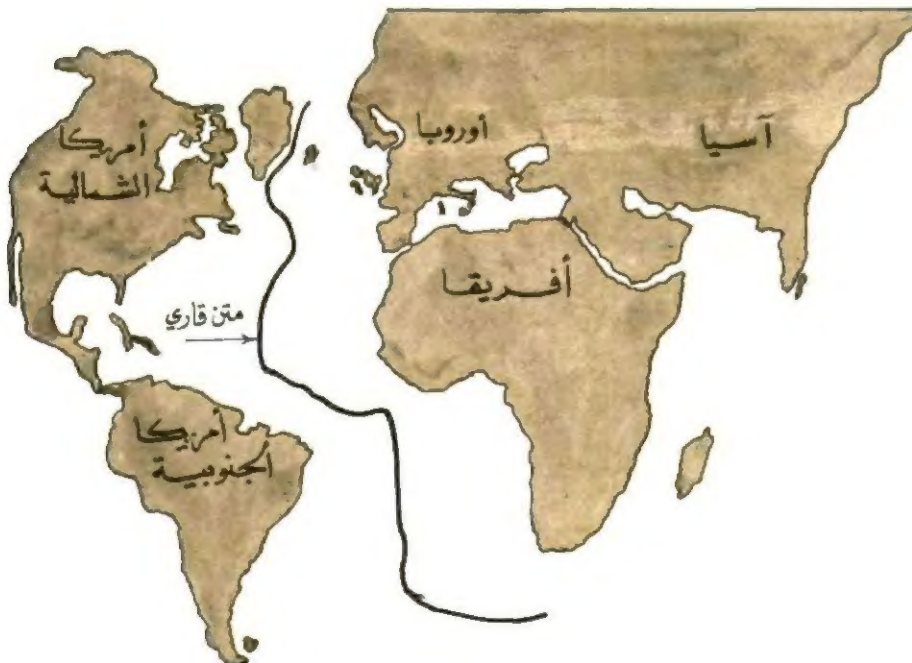 أمريكا
الشمالية
أوروبا
آسيا
أفريقا
متن قاري
أمريكا
الجنوبية